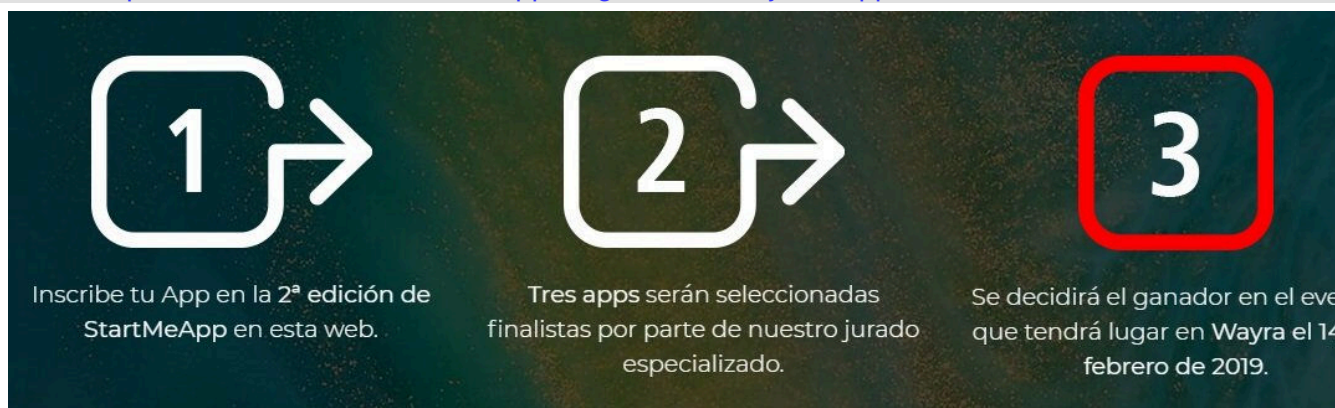 1
Inscribe tu App en la 2ª edición de
StartMeApp en esta web.
2
Tres apps serán seleccionadas
finalistas por parte de nuestro jurado
especializado.
3
Se decidirá el ganador en el
que tendrá lugar en Wayra el 14
febrero de 2019.